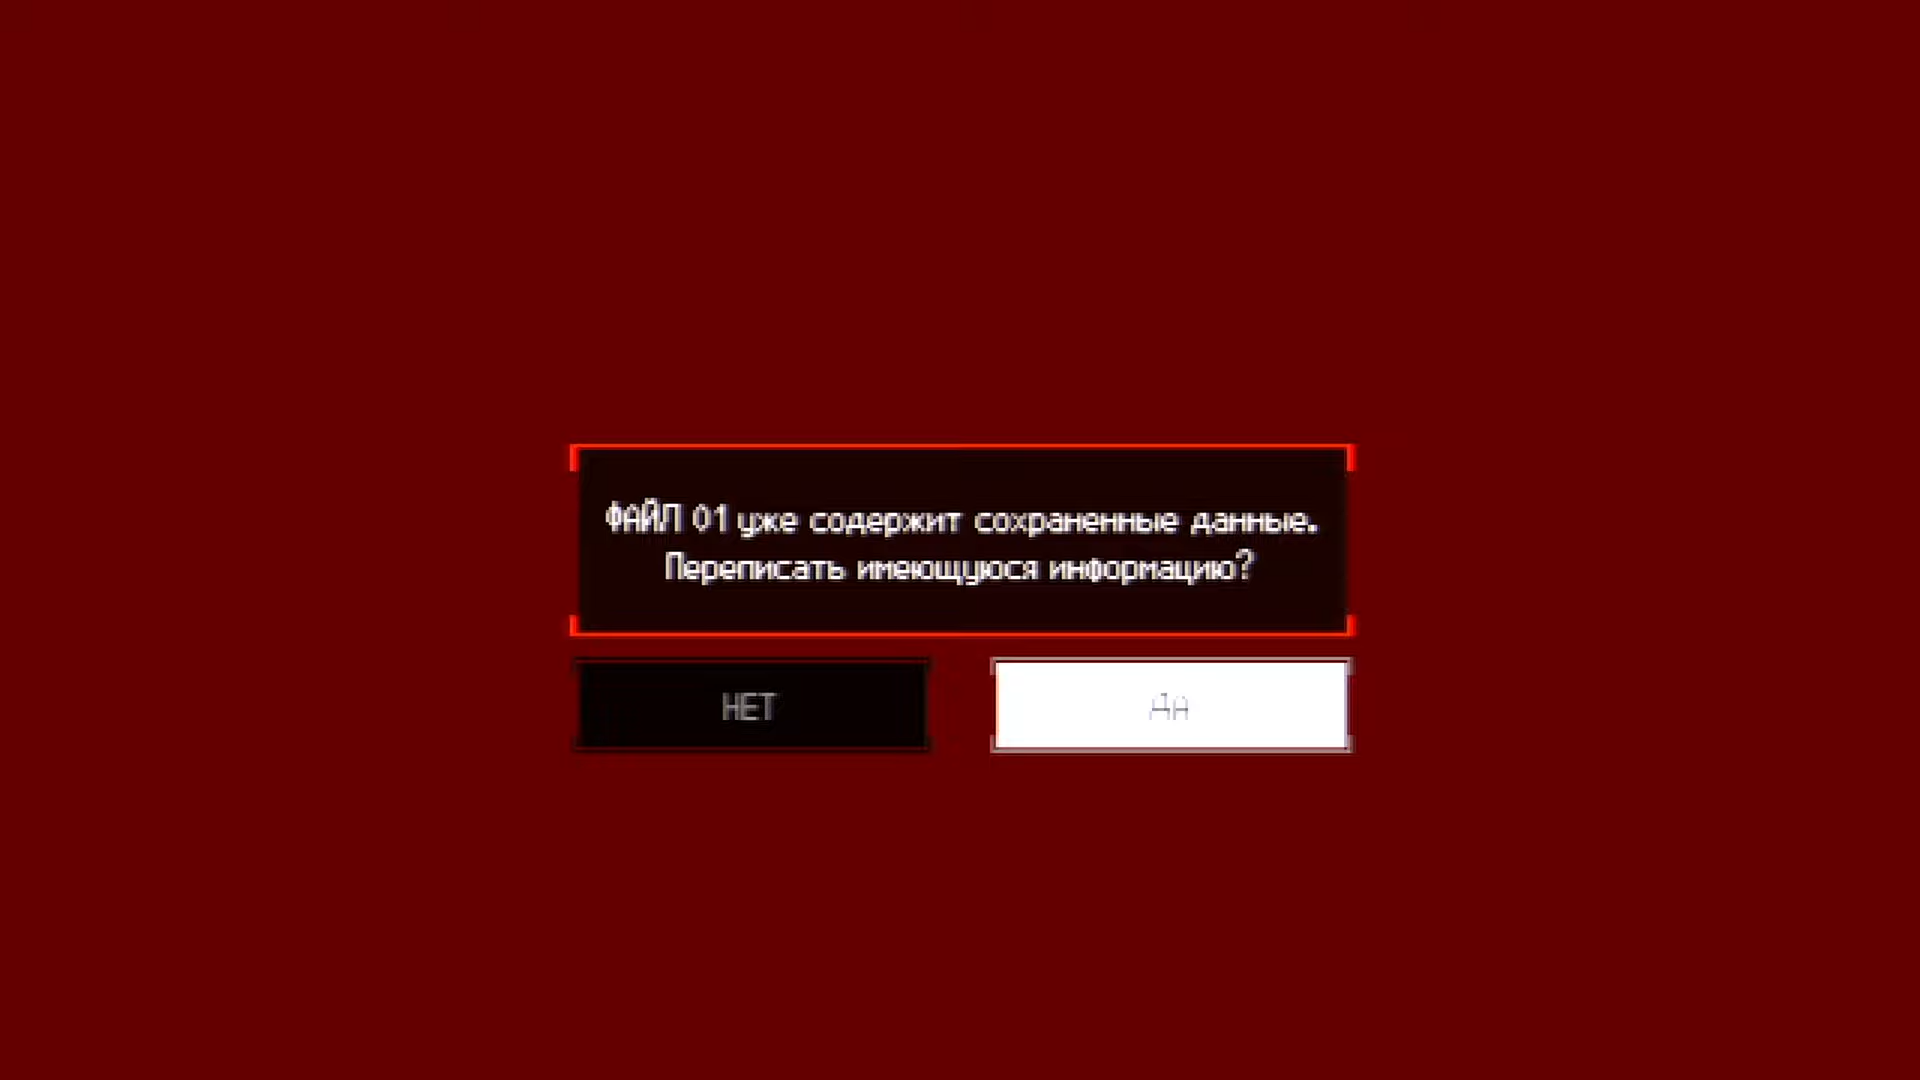 ФАЙЛ 01 уже содержит сохраненные данные.
Переписать имеющуюся информацию?
НЕТ
ДА